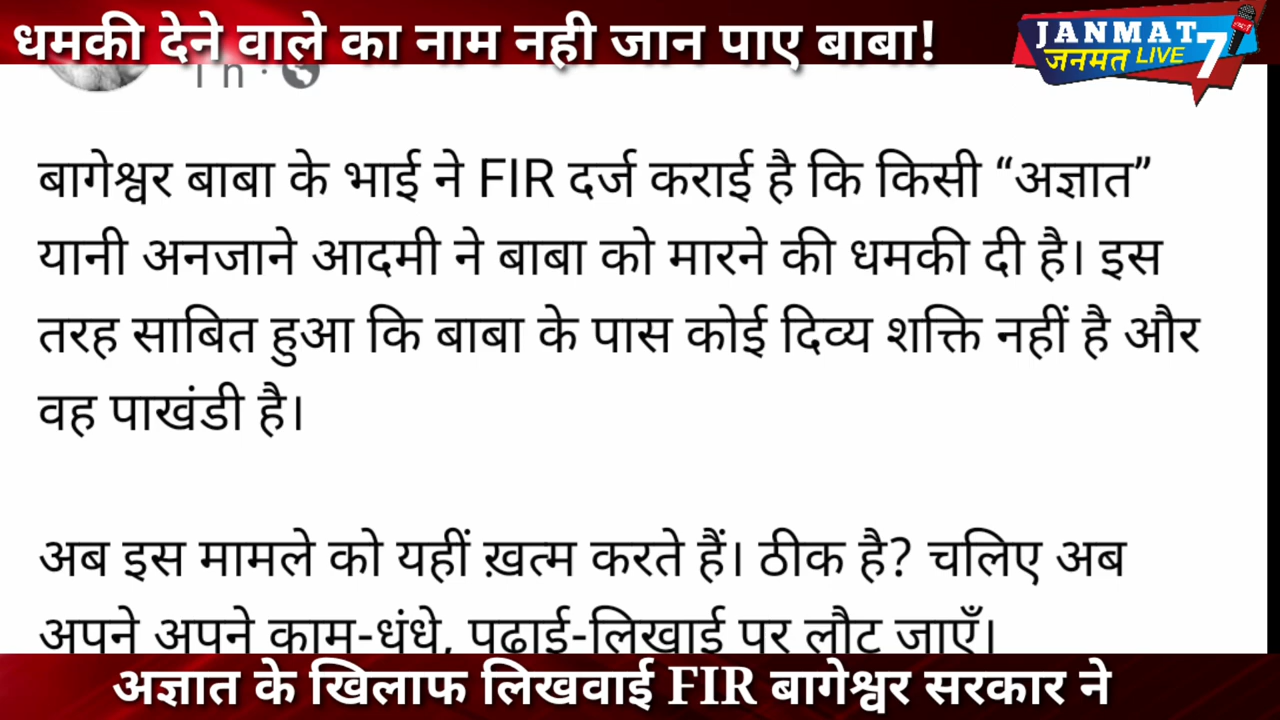 धमकी देने वाले का नाम नही जान पाए बाबा!
JANMAT
जनमत LIVE 7
बागेश्वर बाबा के भाई ने FIR दर्ज कराई है कि किसी “अज्ञात”
यानी अनजाने आदमी ने बाबा को मारने की धमकी दी है। इस
तरह साबित हुआ कि बाबा के पास कोई दिव्य शक्ति नहीं है और
वह पाखंडी है।
अब इस मामले को यहीं ख़त्म करते हैं। ठीक है? चलिए अब
अपने अपने काम-धंधे, पढ़ाई-लिखाई पर लौट जाएँ।
अज्ञात के खिलाफ लिखवाई FIR बागेश्वर सरकार ने